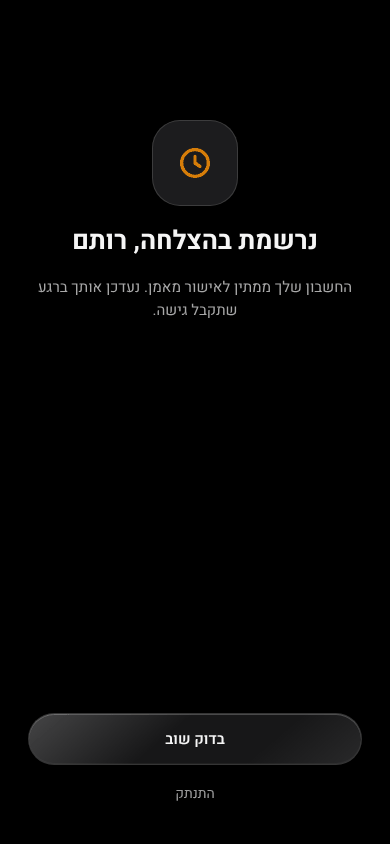 נרשמת בהצלחה, רותם
החשבון שלך ממתין לאישור מאמן. נעדכן אותך ברגע
שתקבל גישה.
בדוק שוב
התנתק